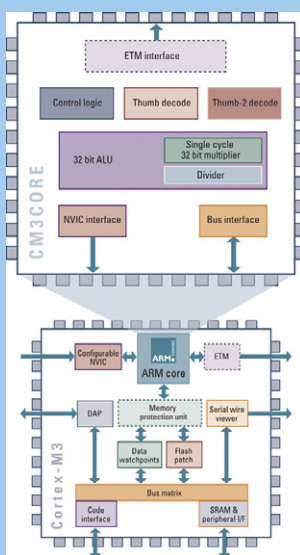 ETM interface
Control logic
Thumb decode
Thumb-2 decode
32 bit ALU
Single cycle
32 bit multiplier
Divider
NVIC interface
Bus interface
CM3CORE
Configurable
NVIC
ARM
ARM core
ETM
DAP
Memory
protection unit
Serial wire
viewer
Data
watchpoints
Flash
patch
Bus matrix
Code
interface
SRAM &
peripheral I/F
Cortex-M3